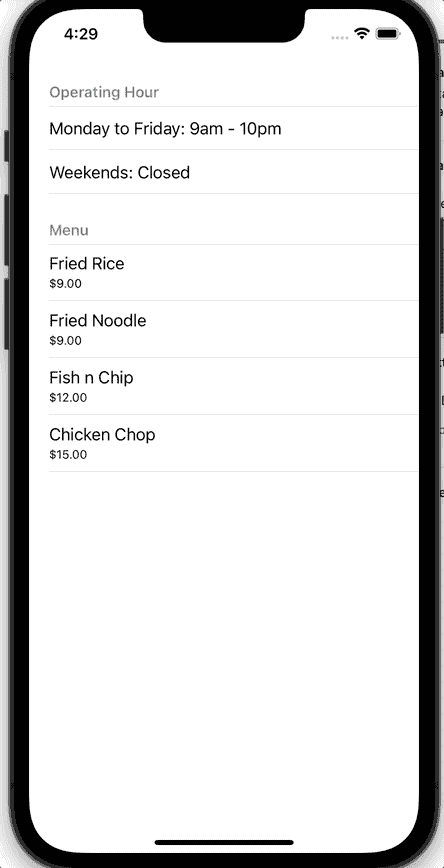 4:29
Operating Hour
Monday to Friday: 9am - 10pm
Weekends: Closed
Menu
Fried Rice
$9.00
Fried Noodle
$9.00
Fish n Chip
$12.00
Chicken Chop
$15.00